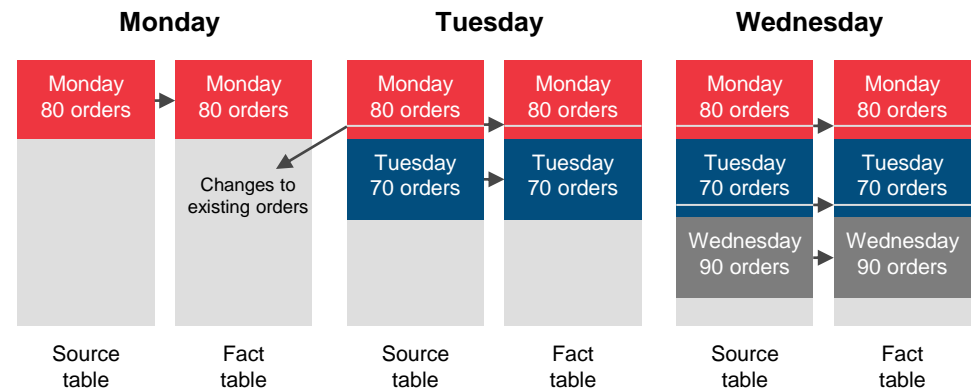 Monday
Tuesday
Wednesday
Monday
80 orders
Monday
80 orders
Monday
80 orders
Monday
80 orders
Monday
80 orders
Monday
80 orders
Changes to
existing orders
Tuesday
70 orders
Tuesday
70 orders
Tuesday
70 orders
Tuesday
70 orders
Wednesday
90 orders
Wednesday
90 orders
Source
table
Fact
table
Source
table
Fact
table
Source
table
Fact
table